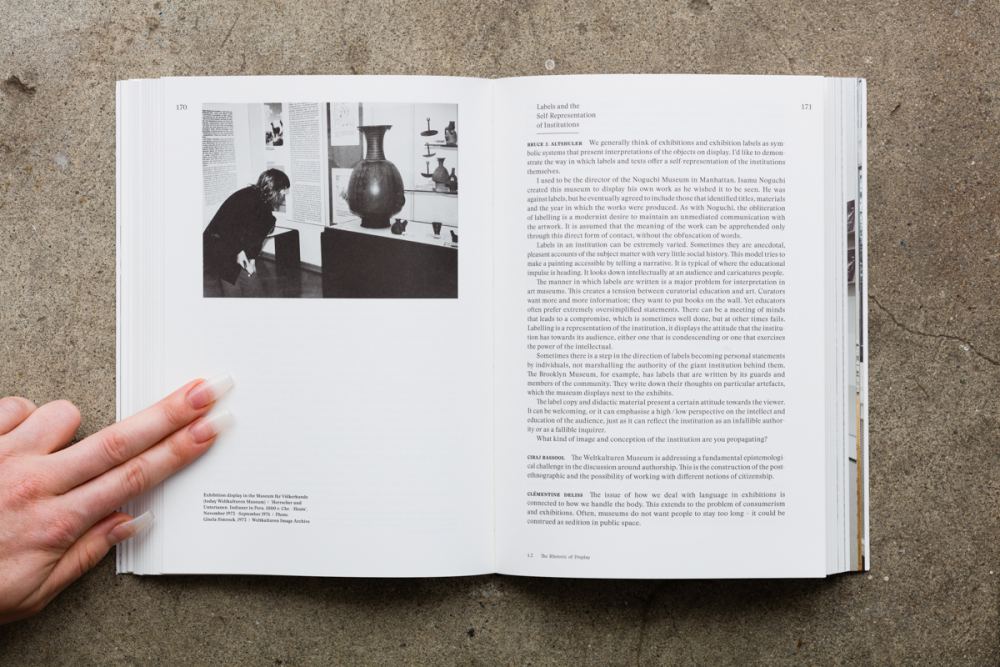 170
Exhibition display in the Museum für Völkerkunde
(today Weltkulturen Museum)
Untertanen. Indianer in Peru.
November 1973 – September 1976
Gisela Simrock, 1973 | Weltkulturen Image Archive
Labels and the
Self-Representation
of Institutions
171
BRUCE J. ALTSHULER We generally think of exhibitions and exhibition labels as sym-
bolic systems that present interpretations of the objects on display. I'd like to demon-
strate the way in which labels and texts offer a self-representation of the institutions
themselves.
I used to be the director of the Noguchi Museum in Manhattan. Isamu Noguchi
created this museum to display his own work as he wished it to be seen. He was
against labels, but he eventually agreed to include those that identified titles, materials
and the year in which the works were produced. As with Noguchi, the obliteration
of labelling is a modernist desire to maintain an unmediated communication with
the artwork. It is assumed that the meaning of the work can be apprehended only
through this direct form of contact, without the obfuscation of words.
Labels in an institution can be extremely varied. Sometimes they are anecdotal,
pleasant accounts of the subject matter with very little social history. This model tries to
make a painting accessible by telling a narrative. It is typical of where the educational
impulse is heading. It looks down intellectually at an audience and caricatures people.
The manner in which labels are written is a major problem for interpretation in
art museums. This creates a tension between curatorial education and art. Curators
want more and more information; they want to put books on the wall. Yet educators
often prefer extremely oversimplified statements. There can be a meeting of minds
that leads to a compromise, which is sometimes well done, but at other times fails.
Labelling is a representation of the institution, it displays the attitude that the institu-
tion has towards its audience, either one that is condescending or one that exercises
the power of the intellectual.
Sometimes there is a step in the direction of labels becoming personal statements by
individuals, not marshalling the authority of the giant institution behind them.
The Brooklyn Museum, for example, has labels that are written by its guards and
members of the community. They write down their thoughts on particular artefacts,
which the museum displays next to the exhibits.
The label copy and didactic material present a certain attitude towards the viewer.
It can be welcoming, or it can emphasise a high / low perspective on the intellect and
education of the audience, just as it can reflect the institution as an infallible author-
ity or as a fallible inquirer.
What kind of image and conception of the institution are you propagating?
CIRAJ RASSOOL The Weltkulturen Museum is addressing a fundamental epistemologi-
cal challenge in the discussion around authorship. This is the construction of the post-
ethnographic and the possibility of working with different notions of citizenship.
CLÉMENTINE DELISS The issue of how we deal with language in exhibitions is
connected to how we handle the body. This extends to the problem of consumerism
and exhibitions. Often, museums do not want people to stay too long – it could be
construed as sedition in public space.
The Rhetoric of Display